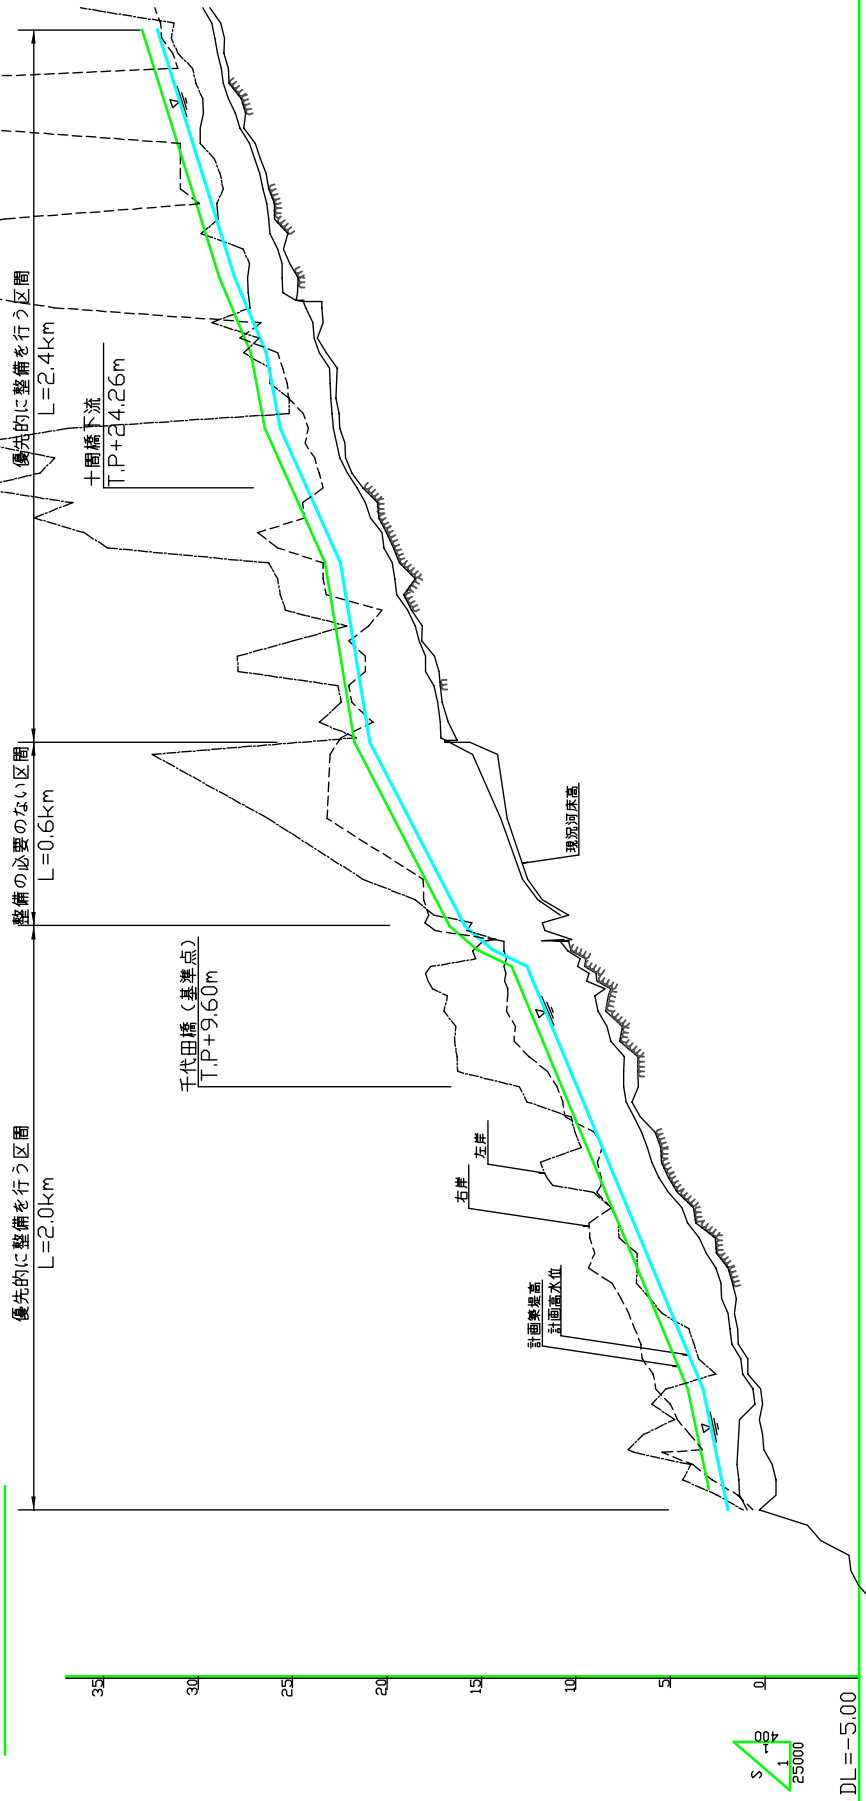 優先的に整備を行う区間
L=2.0km
整備の必要のない区間
L=0.6km
優先的に整備を行う区間
L=2.4km
千代田橋(基準点)
T.P+9.60m
十間橋下流
T.P+24.26m
右岸
左岸
計画築堤高
計画高水位
現況河床高
35
30
25
20
15
10
5
0
DL=-5.00
S
1
400
1
25000